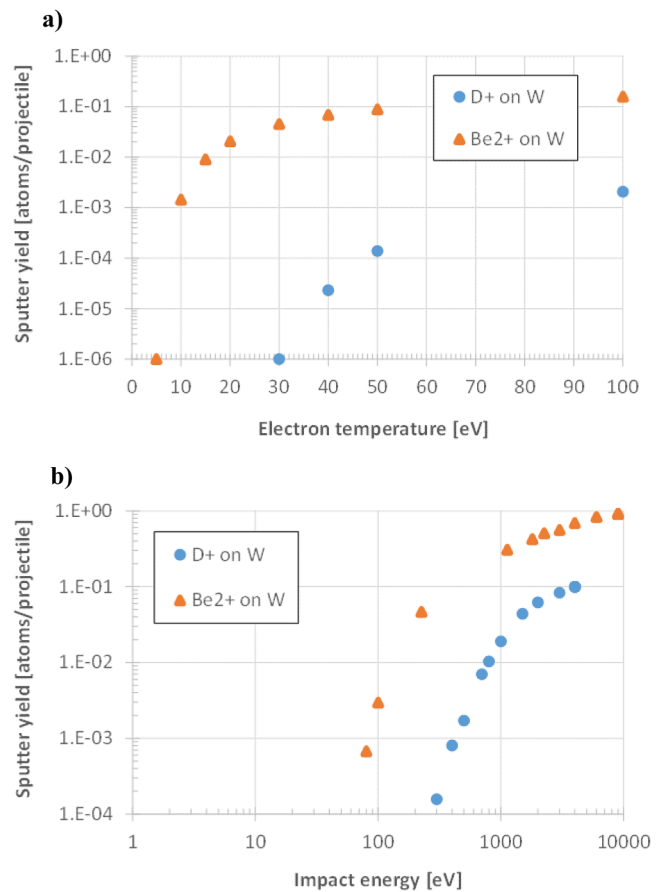 a)
Sputter yield [atoms/projectile]
1.E+00
1.E-01
1.E-02
1.E-03
1.E-04
1.E-05
1.E-06
D+ on W
Be2+ on W
0 10 20 30 40 50 60 70 80 90 100
Electron temperature [eV]
b)
Sputter yield [atoms/projectile]
1.E+00
1.E-01
1.E-02
1.E-03
1.E-04
D+ on W
Be2+ on W
1 10 100 1000 10000
Impact energy [eV]